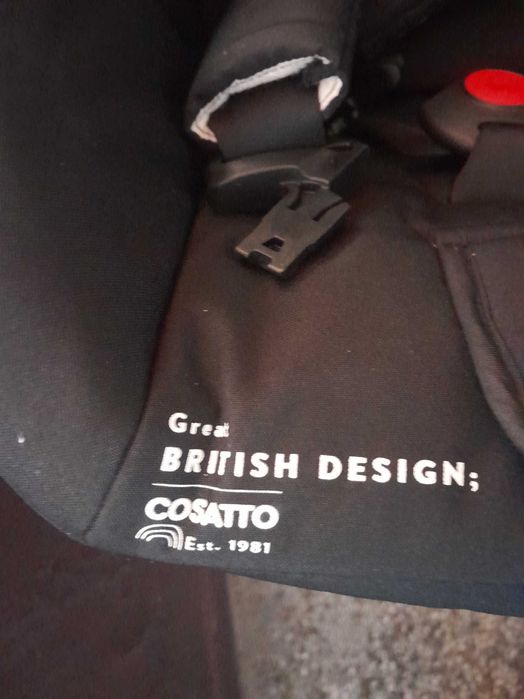 Great
BRITISH DESIGN;
COSATTO
Est. 1981